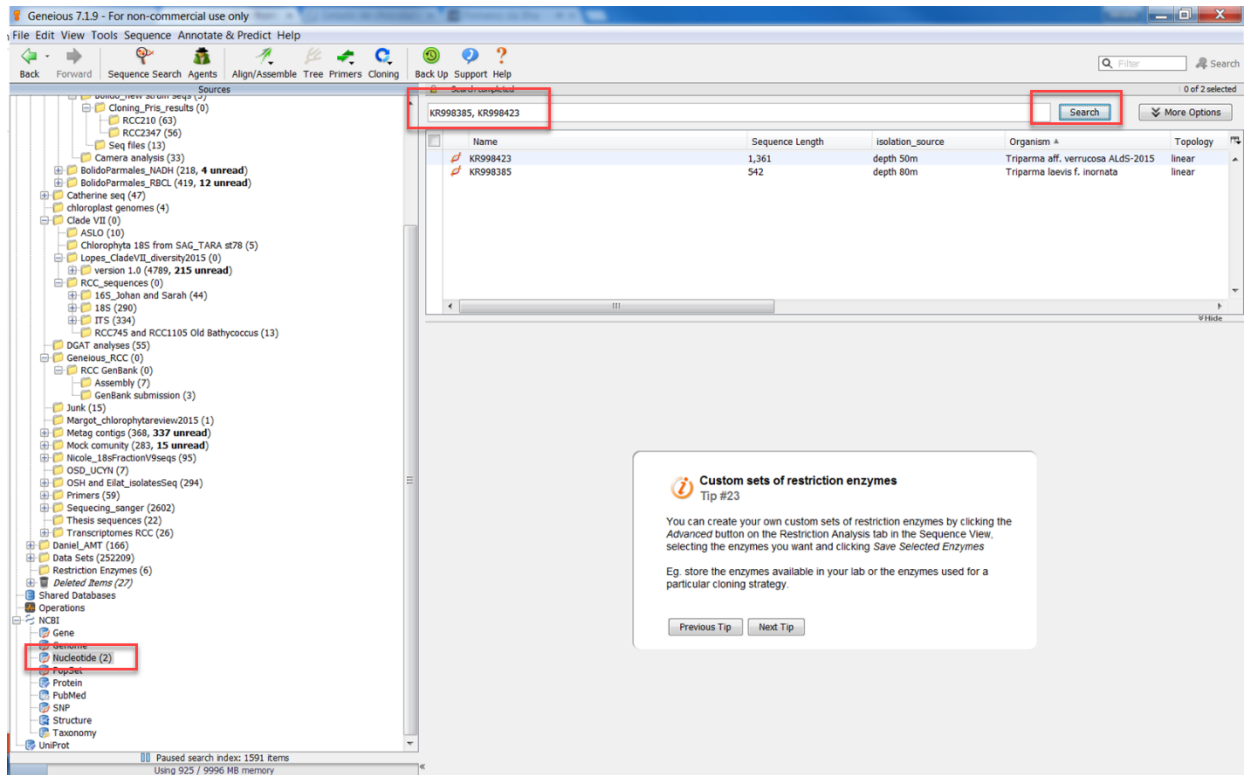 Geneious 7.1.9 - For non-commercial use only
File Edit View Tools Sequence Annotate & Predict Help
Back Forward Sequence Search Agents Align/Assemble Tree Primers Cloning Back Up Support Help
Filter Search
Sources
Search completed 0 of 2 selected
KR998385, KR998423 Search More Options
Name Sequence Length isolation_source Organism Topology
KR998423 1,361 depth 50m Triparma aff. verrucosa ALdS-2015 linear
KR998385 542 depth 80m Triparma laevis f. inornata linear
Hide
Bolido_new strain seqs (5)
Cloning_Pris_results (0)
RCC210 (63)
RCC2347 (56)
Seq files (13)
Camera analysis (33)
BolidoParmales_NADH (218, 4 unread)
BolidoParmales_RBCL (419, 12 unread)
Catherine seq (47)
chloroplast genomes (4)
Clade VII (0)
ASLO (10)
Chlorophyta 18S from SAG_TARA st78 (5)
Lopes_CladeVII_diversity2015 (0)
version 1.0 (4789, 215 unread)
RCC_sequences (0)
16S_Johan and Sarah (44)
18S (290)
ITS (334)
RCC745 and RCC1105 Old Bathycoccus (13)
DGAT analyses (55)
Geneious_RCC (0)
RCC GenBank (0)
Assembly (7)
GenBank submission (3)
Junk (15)
Margot_chlorophytareview2015 (1)
Metag contigs (368, 337 unread)
Mock comunity (283, 15 unread)
Nicole_18sFractionV9seqs (95)
OSD_UCYN (7)
OSH and Eilat_isolatesSeq (294)
Primers (59)
Sequecing_sanger (2602)
Thesis sequences (22)
Transcriptomes RCC (26)
Daniel_AMT (166)
Data Sets (252209)
Restriction Enzymes (6)
Deleted Items (27)
Shared Databases
Operations
NCBI
Gene
Genome
Nucleotide (2)
PopSet
Protein
PubMed
SNP
Structure
Taxonomy
UniProt
Paused search index: 1591 items
Using 925 / 9996 MB memory
Custom sets of restriction enzymes
Tip #23
You can create your own custom sets of restriction enzymes by clicking the
Advanced button on the Restriction Analysis tab in the Sequence View,
selecting the enzymes you want and clicking Save Selected Enzymes
Eg. store the enzymes available in your lab or the enzymes used for a
particular cloning strategy.
Previous Tip Next Tip